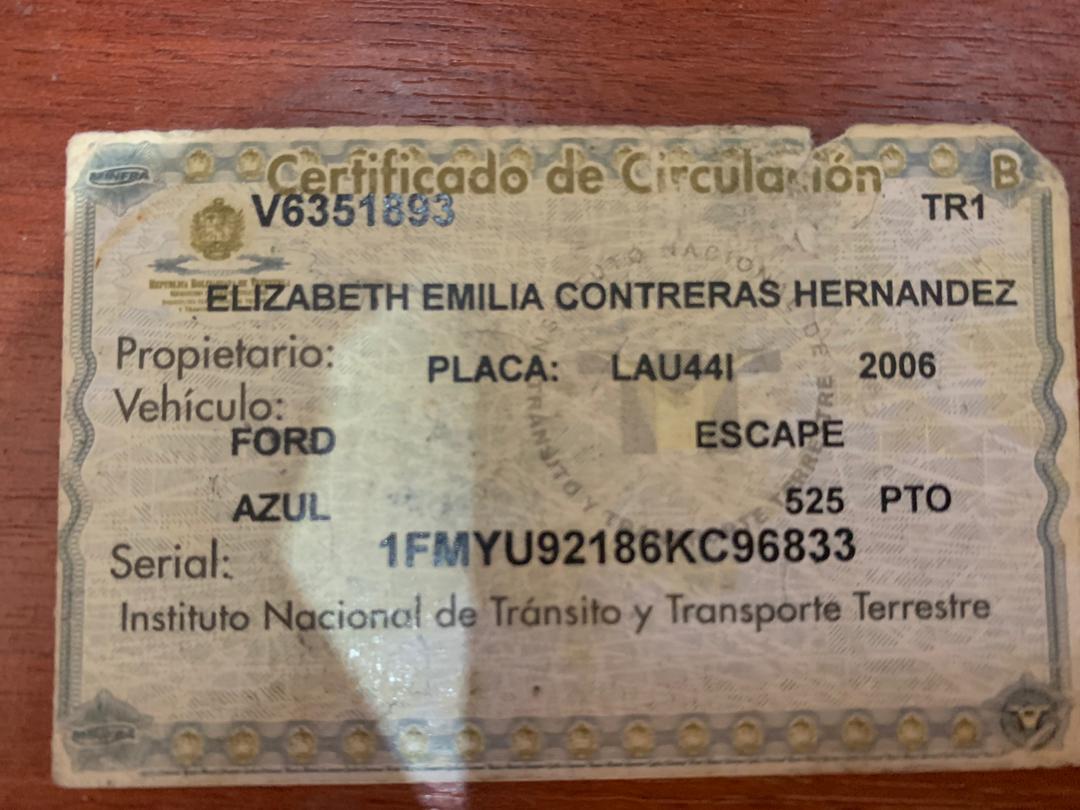 Certificado de Circulación B
V6351893 TR1
ELIZABETH EMILIA CONTRERAS HERNANDEZ
Propietario:
PLACA: LAU44I 2006
Vehículo:
FORD ESCAPE
AZUL 525 PTO
Serial: 1FMYU92186KC96833
Instituto Nacional de Tránsito y Transporte Terrestre